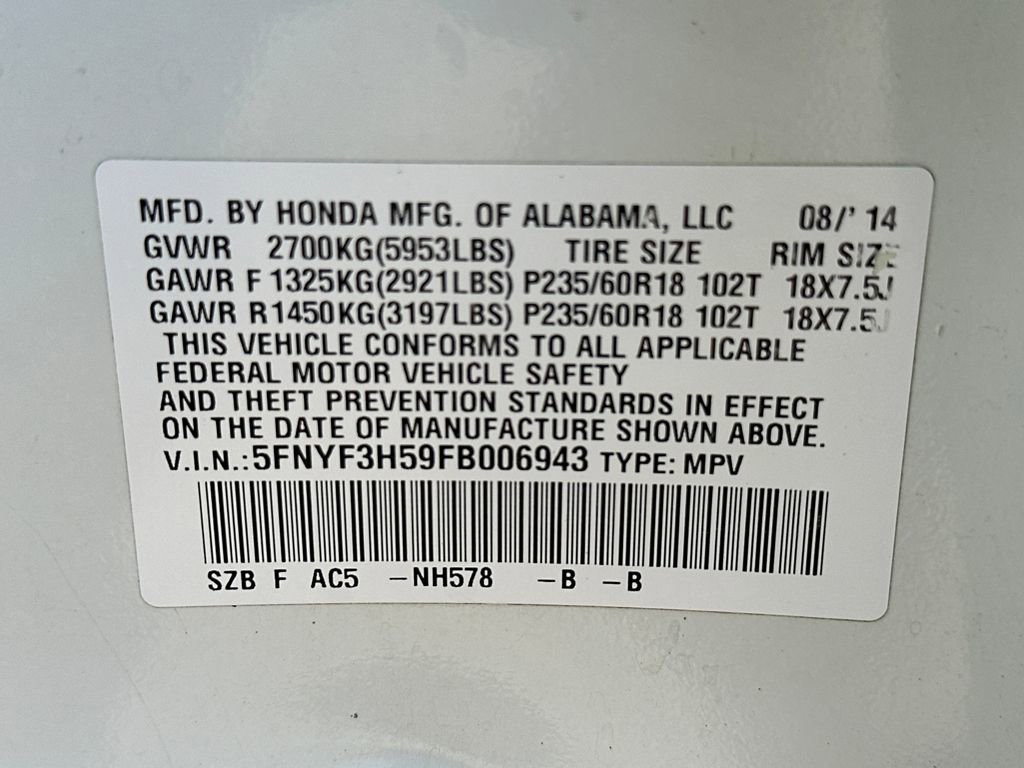 MFD. BY HONDA MFG. OF ALABAMA, LLC 08/' 14
GVWR 2700KG(5953LBS) TIRE SIZE RIM SIZE
GAWR F 1325KG(2921LBS) P235/60R18 102T 18X7.5J
GAWR R1450KG(3197LBS) P235/60R18 102T 18X7.5J
THIS VEHICLE CONFORMS TO ALL APPLICABLE
FEDERAL MOTOR VEHICLE SAFETY
AND THEFT PREVENTION STANDARDS IN EFFECT
ON THE DATE OF MANUFACTURE SHOWN ABOVE.
V.I.N.:5FNYF3H59FB006943 TYPE: MPV
SZB F AC5 –NH578 –B –B